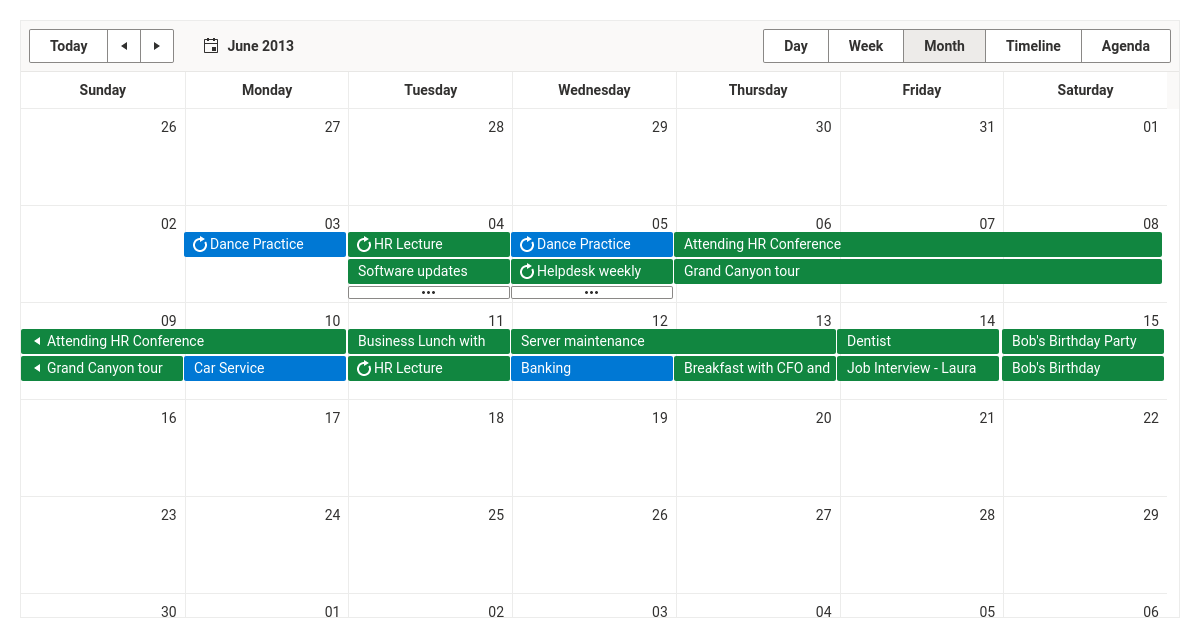 Today June 2013 Day Week Month Timeline Agenda
Sunday Monday Tuesday Wednesday Thursday Friday Saturday
26 27 28 29 30 31 01
02 03 04 05 06 07 08
Dance Practice HR Lecture Dance Practice Attending HR Conference
Software updates Helpdesk weekly Grand Canyon tour
09 10 11 12 13 14 15
Attending HR Conference Business Lunch with Server maintenance Dentist Bob's Birthday Party
Grand Canyon tour Car Service HR Lecture Banking Breakfast with CFO and Job Interview - Laura Bob's Birthday
16 17 18 19 20 21 22
23 24 25 26 27 28 29
30 01 02 03 04 05 06